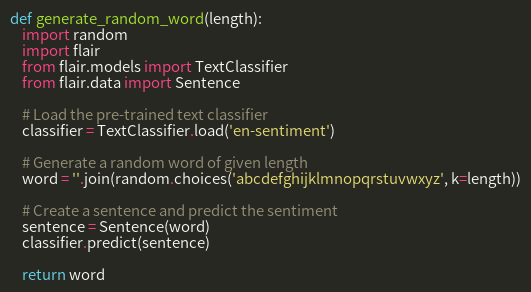 def generate_random_word(length):
import random
import flair
from flair.models import TextClassifier
from flair.data import Sentence
# Load the pre-trained text classifier
classifier = TextClassifier.load('en-sentiment')
# Generate a random word of given length
word = ''.join(random.choices('abcdefghijklmnopqrstuvwxyz', k=length))
# Create a sentence and predict the sentiment
sentence = Sentence(word)
classifier.predict(sentence)
return word